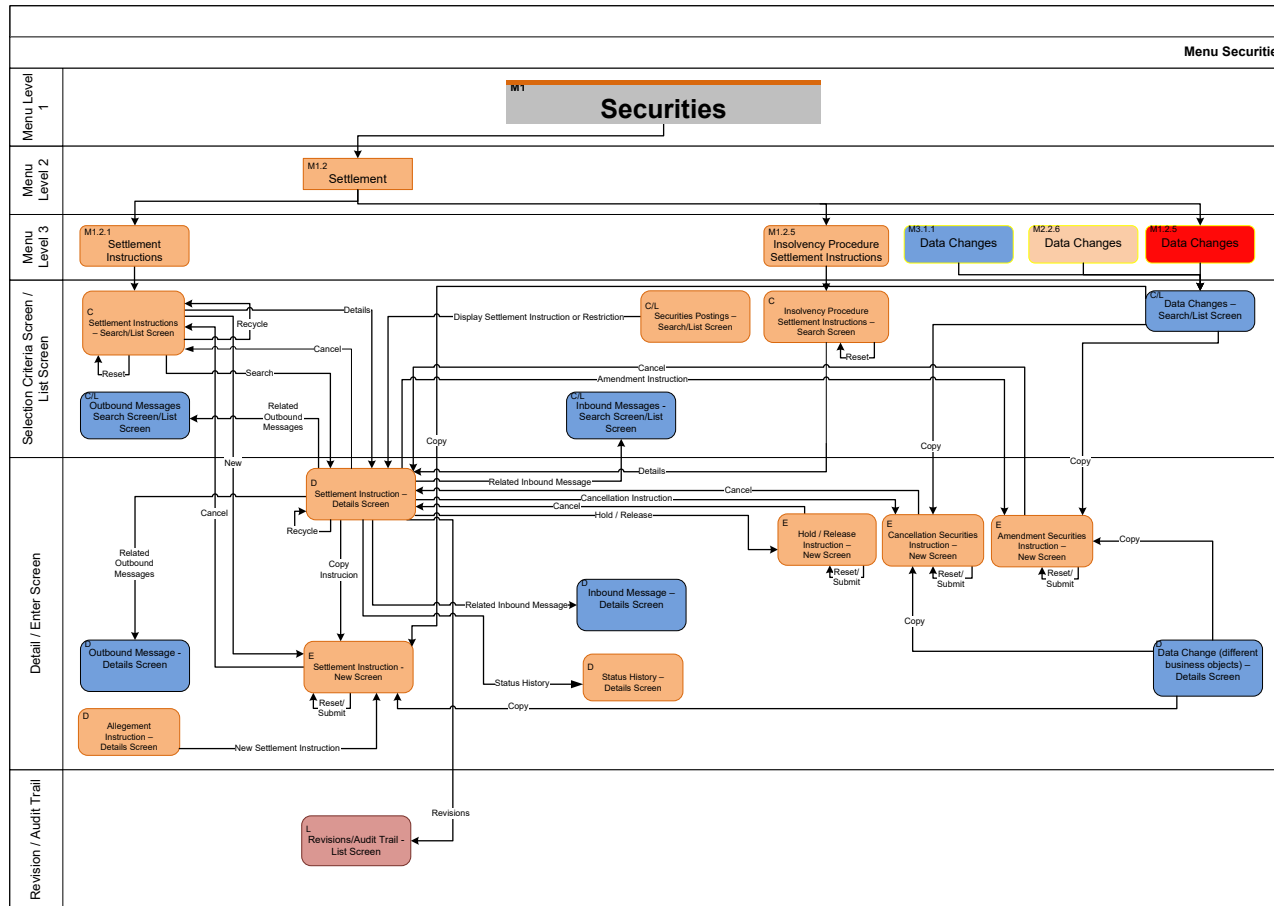 Menu Securitie
Menu Level
1
M1
Securities
Menu
Level 2
M1.2
Settlement
Menu
Level 3
M1.2.1
Settlement
Instructions
M1.2.5
Insolvency Procedure
Settlement Instructions
M3.1.1
Data Changes
M2.2.6
Data Changes
M1.2.5
Data Changes
Selection Criteria Screen /
List Screen
C
Settlement Instructions
– Search/List Screen
Recycle
Reset
Details
Cancel
Search
Display Settlement Instruction or Restriction
C/L
Securities Postings –
Search/List Screen
C
Insolvency Procedure
Settlement Instructions –
Search Screen
Reset
C/L
Data Changes –
Search/List Screen
Cancel
Amendment Instruction
C/L
Outbound Messages
Search Screen/List
Screen
Related
Outbound
Messages
C/L
Inbound Messages -
Search Screen/List
Screen
Copy
Copy
Copy
New
Detail / Enter Screen
D
Settlement Instruction –
Details Screen
Recycle
Details
Related Inbound Message
Cancel
Cancellation Instruction
Cancel
Hold / Release
Cancel
E
Hold / Release
Instruction –
New Screen
Reset/
Submit
E
Cancellation Securities
Instruction –
New Screen
Reset/
Submit
E
Amendment Securities
Instruction –
New Screen
Reset/
Submit
Copy
Related
Outbound
Messages
Copy
Instrucion
Related Inbound Message
D
Inbound Message –
Details Screen
Copy
D
Outbound Message -
Details Screen
E
Settlement Instruction -
New Screen
Reset/
Submit
Status History
D
Status History –
Details Screen
D
Data Change (different
business objects) –
Details Screen
Copy
D
Allegement
Instruction –
Details Screen
New Settlement Instruction
Revision / Audit Trail
Revisions
L
Revisions/Audit Trail -
List Screen